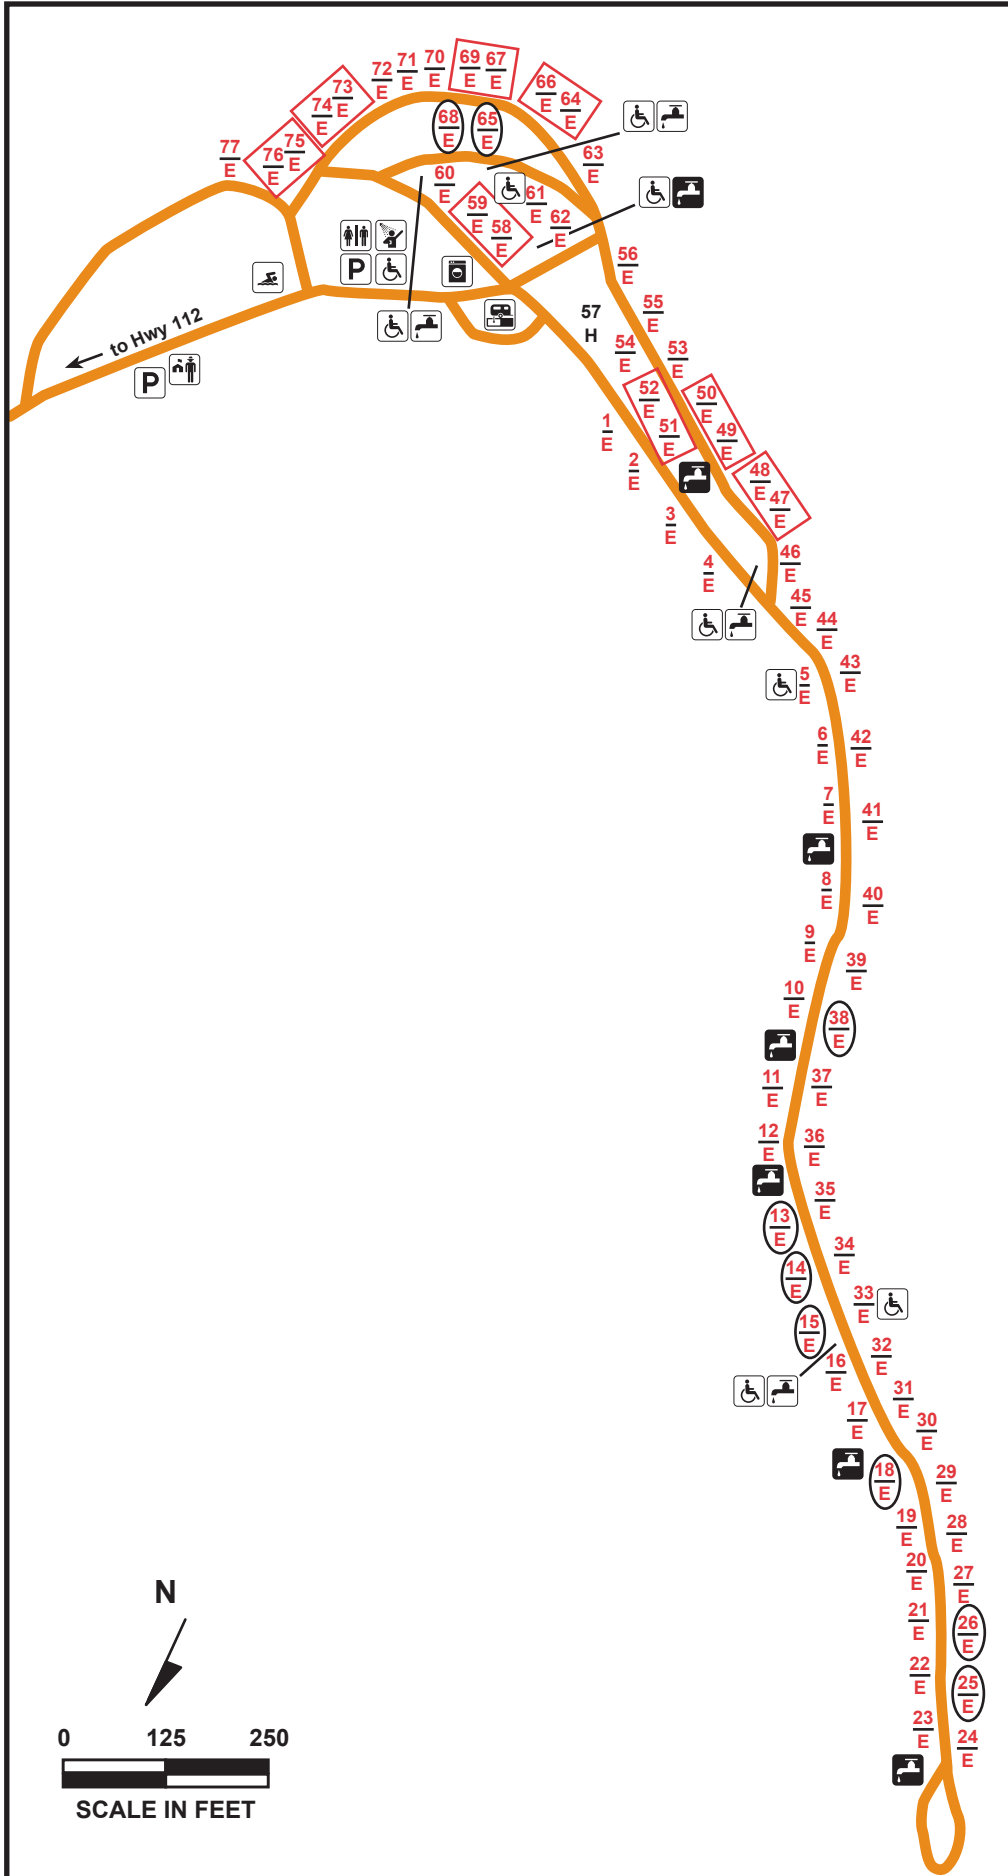 70
E
71
E
72
E
69
E
67
E
73
E
74
E
66
E
64
E
75
E
76
E
77
E
68
E
65
E
63
E
60
E
61
E
59
E
58
E
62
E
56
E
P
to Hwy 112
P
57
H
55
E
54
E
53
E
52
E
51
E
50
E
49
E
1
E
2
E
48
E
47
E
3
E
4
E
46
E
45
E
44
E
43
E
5
E
6
E
42
E
7
E
41
E
8
E
40
E
9
E
39
E
10
E
38
E
11
E
37
E
12
E
36
E
35
E
13
E
34
E
14
E
33
E
15
E
32
E
16
E
31
E
17
E
30
E
18
E
29
E
19
E
28
E
20
E
27
E
21
E
26
E
22
E
25
E
23
E
24
E
N
0 125 250
SCALE IN FEET